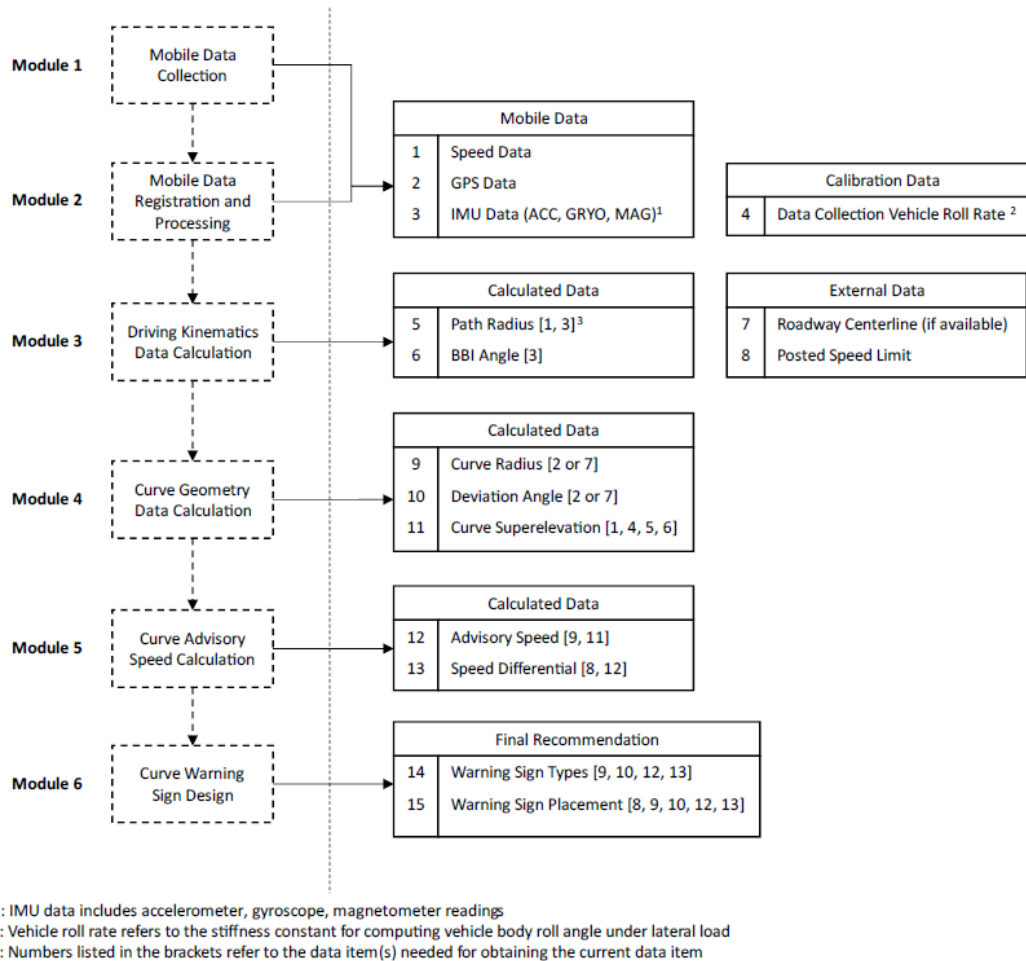 Module 1
Mobile Data
Collection
Module 2
Mobile Data
Registration and
Processing
Mobile Data
1 Speed Data
2 GPS Data
3 IMU Data (ACC, GRYO, MAG)1
Calibration Data
4 Data Collection Vehicle Roll Rate 2
Module 3
Driving Kinematics
Data Calculation
Calculated Data
5 Path Radius [1, 3]3
6 BBI Angle [3]
External Data
7 Roadway Centerline (if available)
8 Posted Speed Limit
Module 4
Curve Geometry
Data Calculation
Calculated Data
9 Curve Radius [2 or 7]
10 Deviation Angle [2 or 7]
11 Curve Superelevation [1, 4, 5, 6]
Module 5
Curve Advisory
Speed Calculation
Calculated Data
12 Advisory Speed [9, 11]
13 Speed Differential [8, 12]
Module 6
Curve Warning
Sign Design
Final Recommendation
14 Warning Sign Types [9, 10, 12, 13]
15 Warning Sign Placement [8, 9, 10, 12, 13]
: IMU data includes accelerometer, gyroscope, magnetometer readings
: Vehicle roll rate refers to the stiffness constant for computing vehicle body roll angle under lateral load
: Numbers listed in the brackets refer to the data item(s) needed for obtaining the current data item